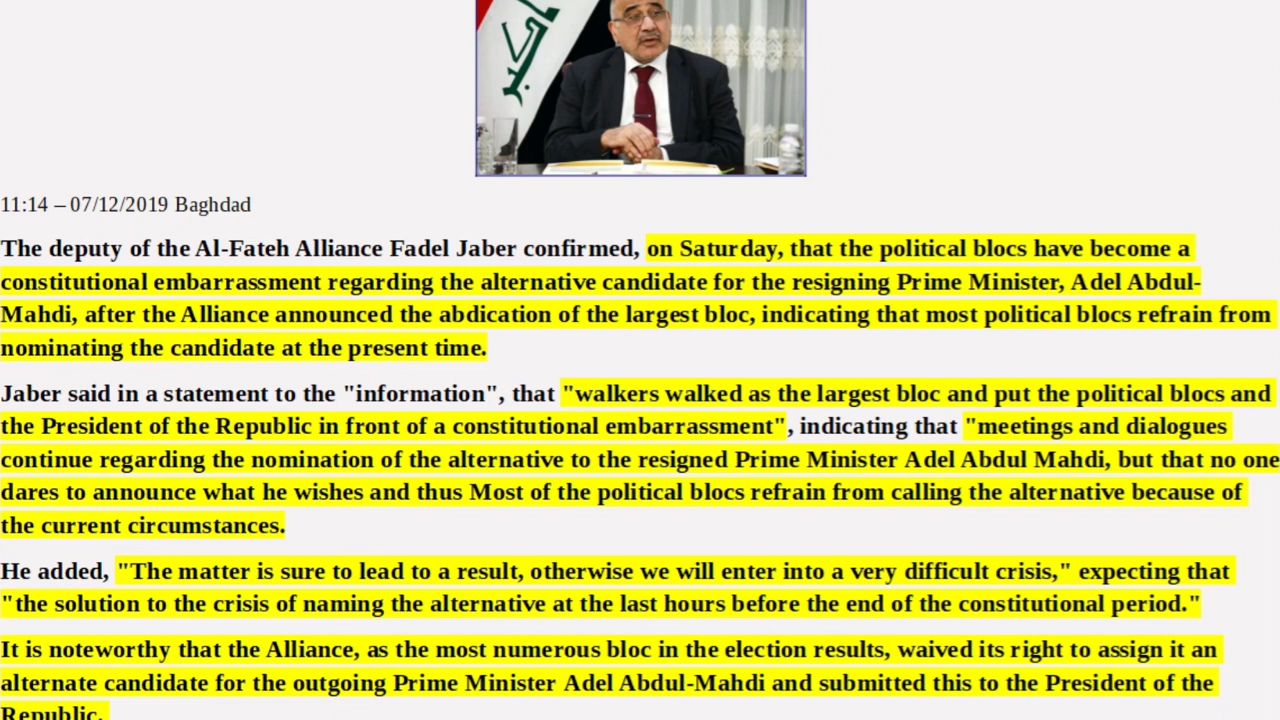 اكبر
11:14 – 07/12/2019 Baghdad
The deputy of the Al-Fateh Alliance Fadel Jaber confirmed, on Saturday, that the political blocs have become a
constitutional embarrassment regarding the alternative candidate for the resigning Prime Minister, Adel Abdul-
Mahdi, after the Alliance announced the abdication of the largest bloc, indicating that most political blocs refrain from
nominating the candidate at the present time.
Jaber said in a statement to the "information", that "walkers walked as the largest bloc and put the political blocs and
the President of the Republic in front of a constitutional embarrassment", indicating that "meetings and dialogues
continue regarding the nomination of the alternative to the resigned Prime Minister Adel Abdul Mahdi, but that no one
dares to announce what he wishes and thus Most of the political blocs refrain from calling the alternative because of
the current circumstances.
He added, "The matter is sure to lead to a result, otherwise we will enter into a very difficult crisis," expecting that
"the solution to the crisis of naming the alternative at the last hours before the end of the constitutional period."
It is noteworthy that the Alliance, as the most numerous bloc in the election results, waived its right to assign it an
alternate candidate for the outgoing Prime Minister Adel Abdul-Mahdi and submitted this to the President of the
Republic.